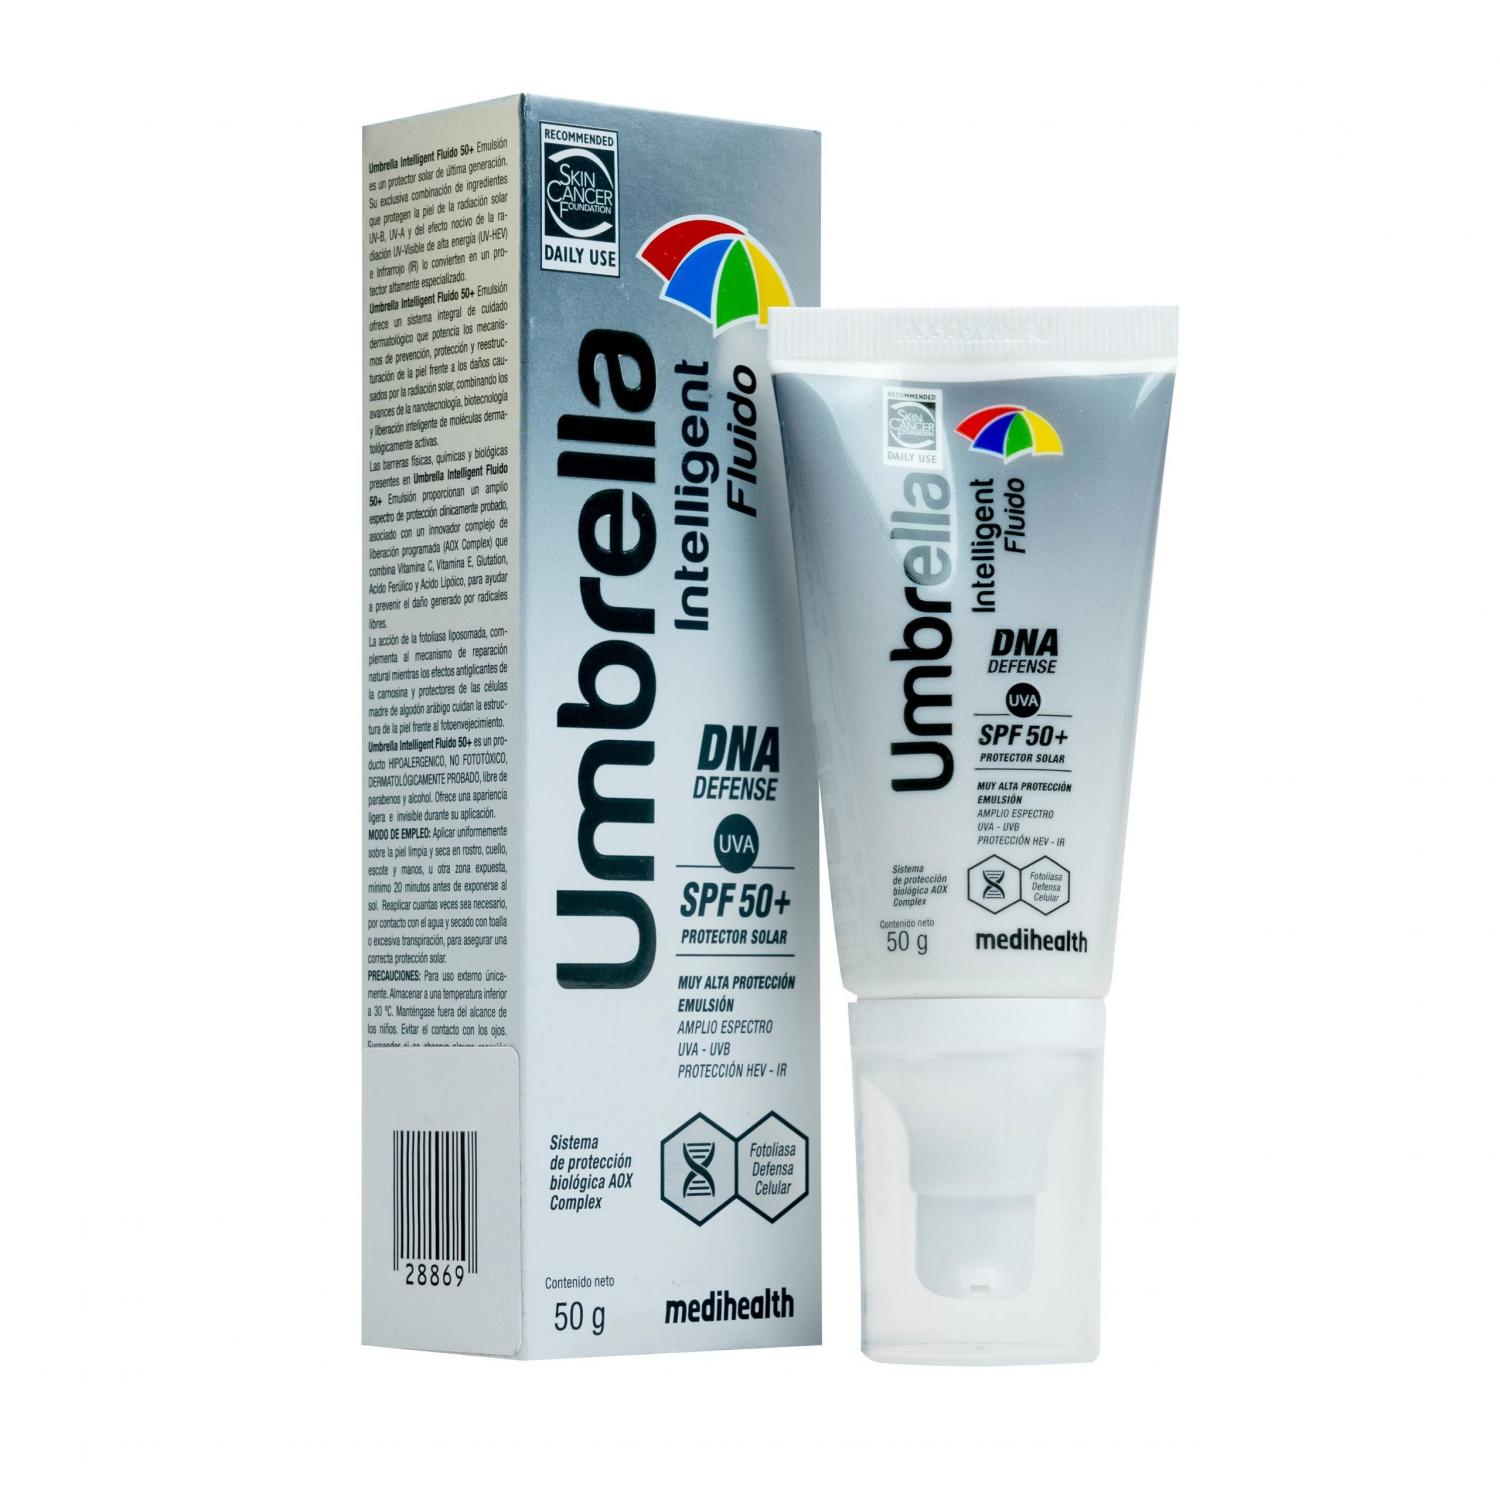 Umbrella Intelligent Fluido 50+ Emulsión
es un protector solar de última generación.
Su exclusiva combinación de ingredientes
que protegen la piel de la radiación solar
UV-B, UV-A y del efecto nocivo de la ra-
diación UV-Visible de alta energía (UV-HEV)
e Infrarrojo (IR) lo convierten en un pro-
tector altamente especializado.
Umbrella Intelligent Fluido 50+ Emulsión
ofrece un sistema integral de cuidado
dermatológico que potencia los mecanis-
mos de prevención, protección y reestruc-
turación de la piel frente a los daños cau-
sados por la radiación solar, combinando los
avances de la nanotecnología, biotecnología
y liberación inteligente de moléculas derma-
tológicamente activas.
Las barreras físicas, químicas y biológicas
presentes en Umbrella Intelligent Fluido
50+ Emulsión proporcionan un amplio
espectro de protección clínicamente probado,
asociado con un innovador complejo de
liberación programada (AOX Complex) que
combina Vitamina C, Vitamina E, Glutation,
Acido Ferúlico y Acido Lipóico, para ayudar
a prevenir el daño generado por radicales
libres.
La acción de la fotoliasa liposomada, com-
plementa al mecanismo de reparación
natural mientras los efectos antiglicantes de
la carnosina y protectores de las células
madre de algodón arábigo cuidan la estruc-
tura de la piel frente al fotoenvejecimiento.
Umbrella Intelligent Fluido 50+ es un pro-
ducto HIPOALERGENICO, NO FOTOTÓXICO,
DERMATOLÓGICAMENTE PROBADO, libre de
parabenos y alcohol. Ofrece una apariencia
ligera e invisible durante su aplicación.
MODO DE EMPLEO: Aplicar uniformemente
sobre la piel limpia y seca en rostro, cuello,
escote y manos, u otra zona expuesta,
mínimo 20 minutos antes de exponerse al
sol. Reaplicar cuantas veces sea necesario,
por contacto con el agua y secado con toalla
o excesiva transpiración, para asegurar una
correcta protección solar.
PRECAUCIONES: Para uso externo única-
mente. Almacenar a una temperatura inferior
a 30 °C. Manténgase fuera del alcance de
los niños. Evitar el contacto con los ojos.
28869
RECOMMENDED
SKIN
CANCER
FOUNDATION
DAILY USE
Umbrella
Intelligent
Fluido
DNA
DEFENSE
UVA
SPF 50+
PROTECTOR SOLAR
MUY ALTA PROTECCIÓN
EMULSIÓN
AMPLIO ESPECTRO
UVA - UVB
PROTECCIÓN HEV - IR
Sistema
de protección
biológica AOX
Complex
Fotoliasa
Defensa
Celular
Contenido neto
50 g
medihealth
RECOMMENDED
SKIN
CANCER
FOUNDATION
DAILY USE
Umbrella
Intelligent
Fluido
DNA
DEFENSE
UVA
SPF 50+
PROTECTOR SOLAR
MUY ALTA PROTECCIÓN
EMULSIÓN
AMPLIO ESPECTRO
UVA - UVB
PROTECCIÓN HEV - IR
Sistema
de protección
biológica AOX
Complex
Fotoliasa
Defensa
Celular
Contenido neto
50 g
medihealth